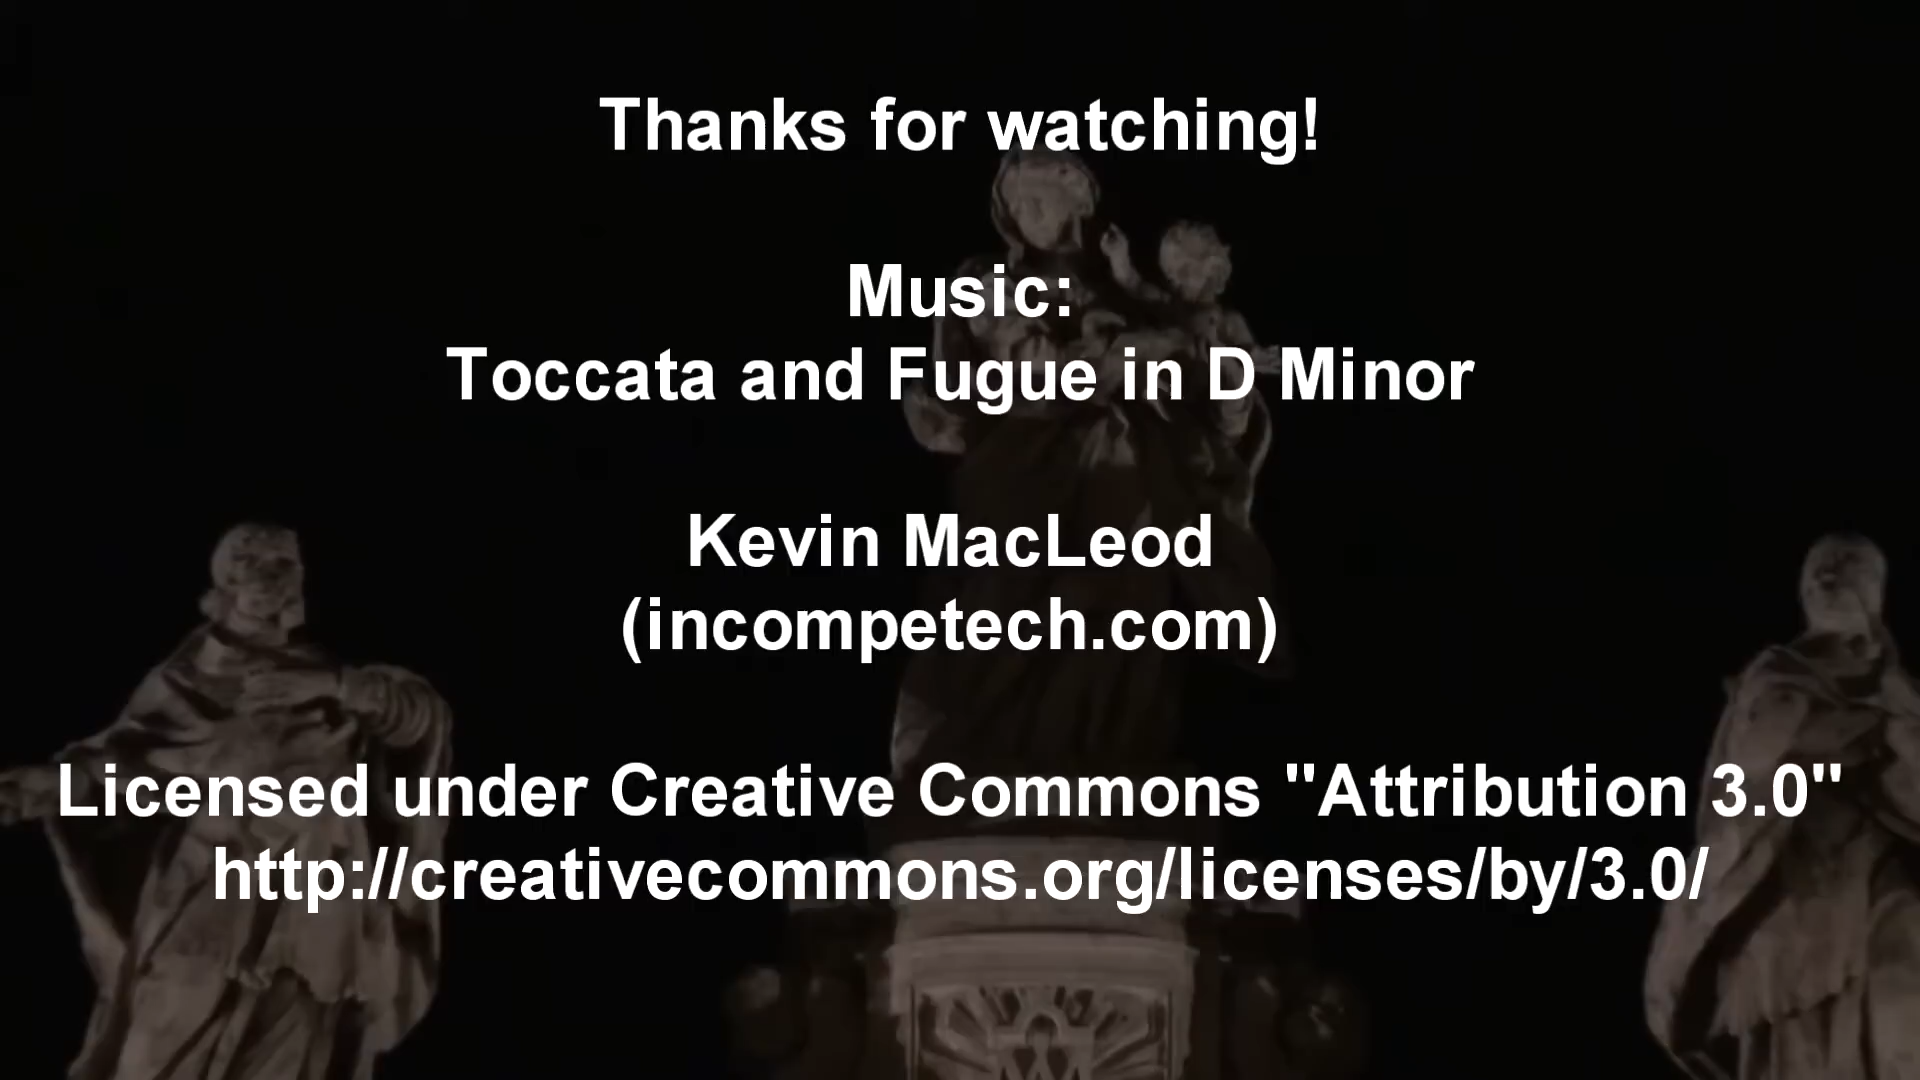 Thanks for watching!
Music:
Toccata and Fugue in D Minor
Kevin MacLeod
(incompetech.com)
Licensed under Creative Commons "Attribution 3.0"
http://creativecommons.org/licenses/by/3.0/